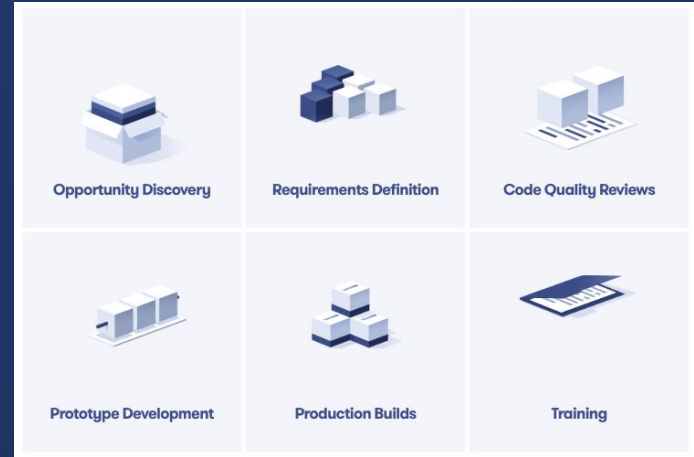 Opportunity Discovery
Requirements Definition
Code Quality Reviews
Prototype Development
Production Builds
Training